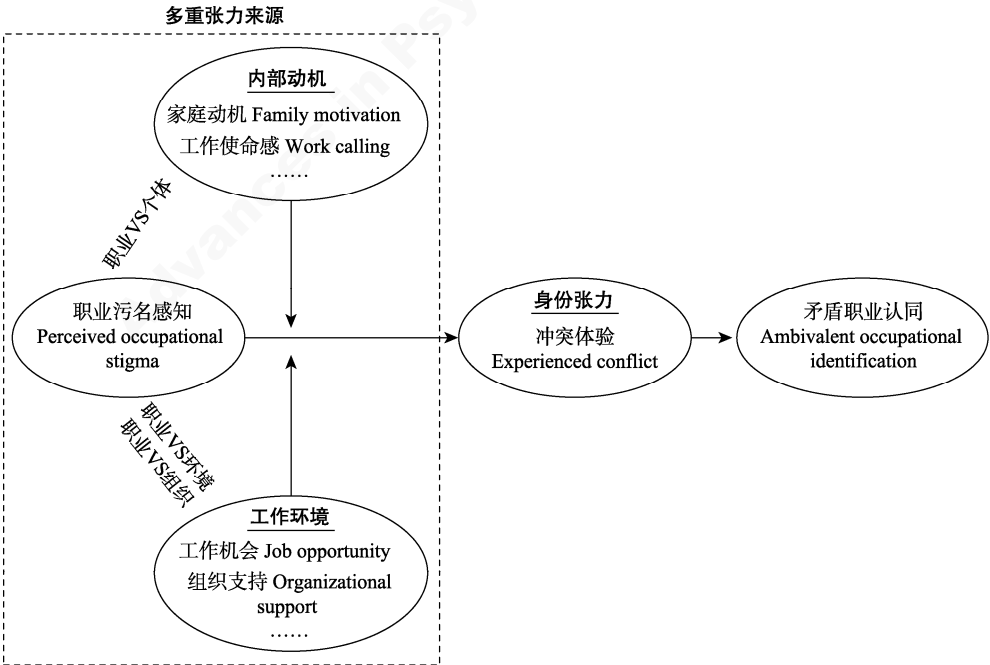 多重张力来源
内部动机
家庭动机 Family motivation
工作使命感 Work calling
……
职业VS个体
职业污名感知
Perceived occupational
stigma
身份张力
冲突体验
Experienced conflict
矛盾职业认同
Ambivalent occupational
identification
职业VS环境
职业VS组织
工作环境
工作机会 Job opportunity
组织支持 Organizational
support
……
dvances in Psy